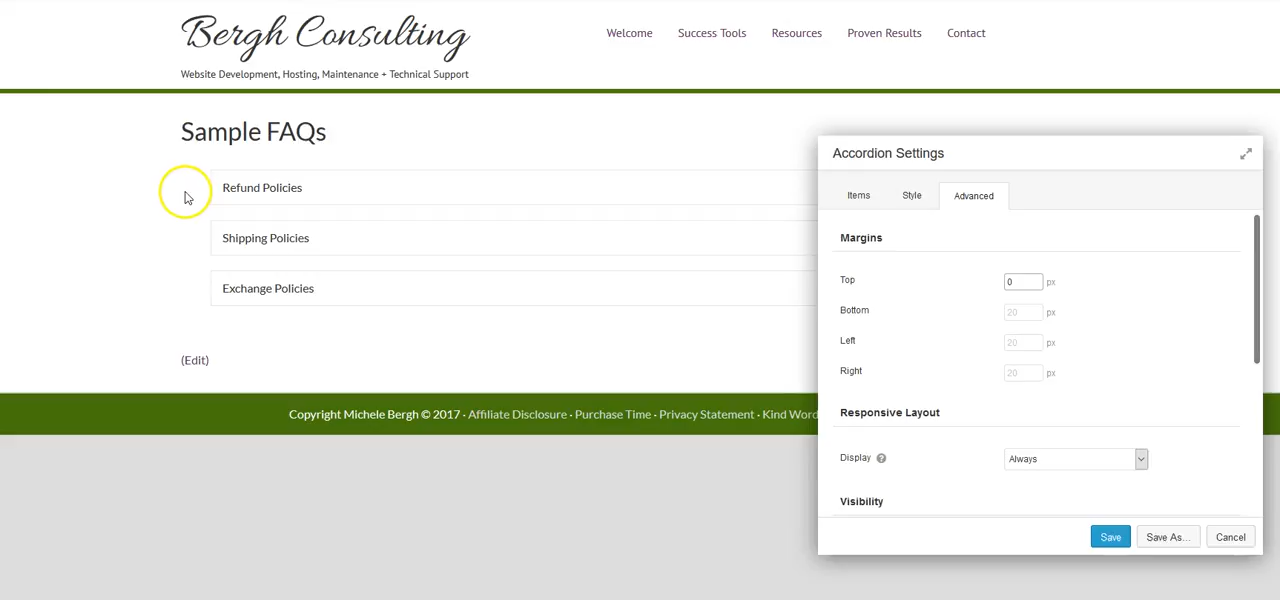 Bergh Consulting
Website Development, Hosting, Maintenance + Technical Support
Welcome Success Tools Resources Proven Results Contact
Sample FAQs
Refund Policies
Shipping Policies
Exchange Policies
(Edit)
Copyright Michele Bergh © 2017 · Affiliate Disclosure · Purchase Time · Privacy Statement · Kind Word
Accordion Settings
Items Style Advanced
Margins
Top 0 px
Bottom 20 px
Left 20 px
Right 20 px
Responsive Layout
Display ? Always
Visibility
Save Save As... Cancel